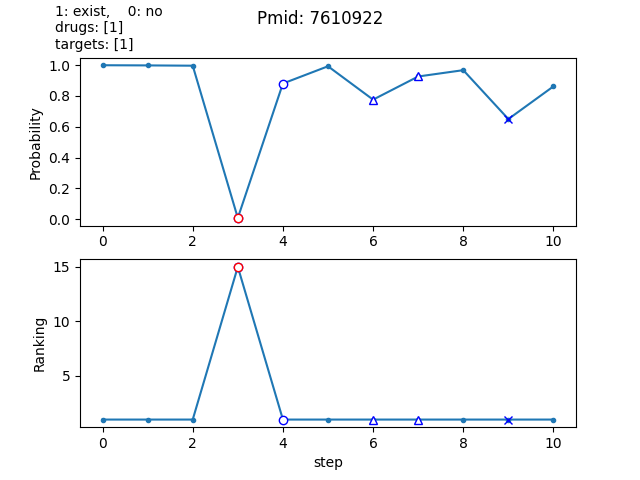 1: exist,    0: no
drugs: [1]
targets: [1]
Pmid: 7610922
Probability
1.0
0.8
0.6
0.4
0.2
0.0
0 2 4 6 8 10
Ranking
15
10
5
0 2 4 6 8 10
step